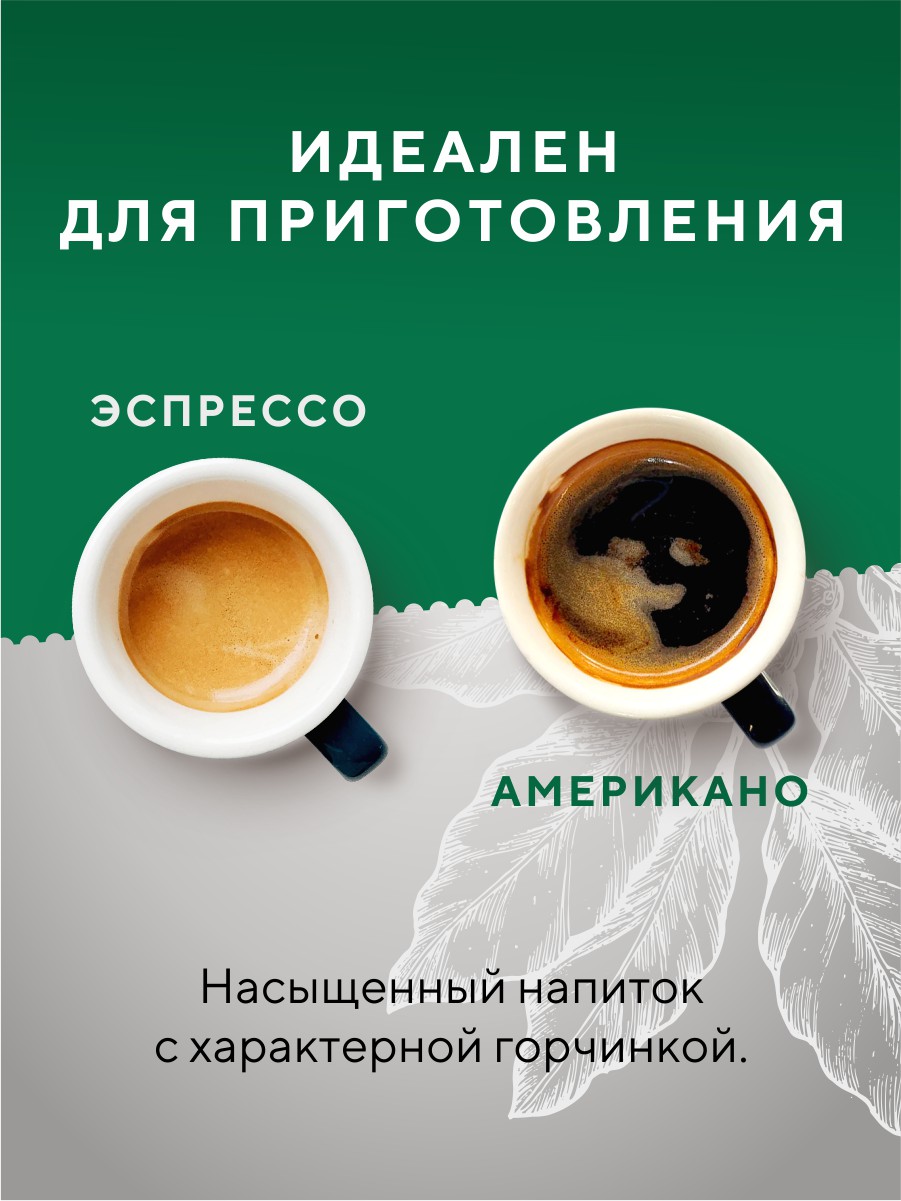 ИДЕАЛЕН
ДЛЯ ПРИГОТОВЛЕНИЯ
ЭСПРЕССО
АМЕРИКАНО
Насыщенный напиток
с характерной горчинкой.